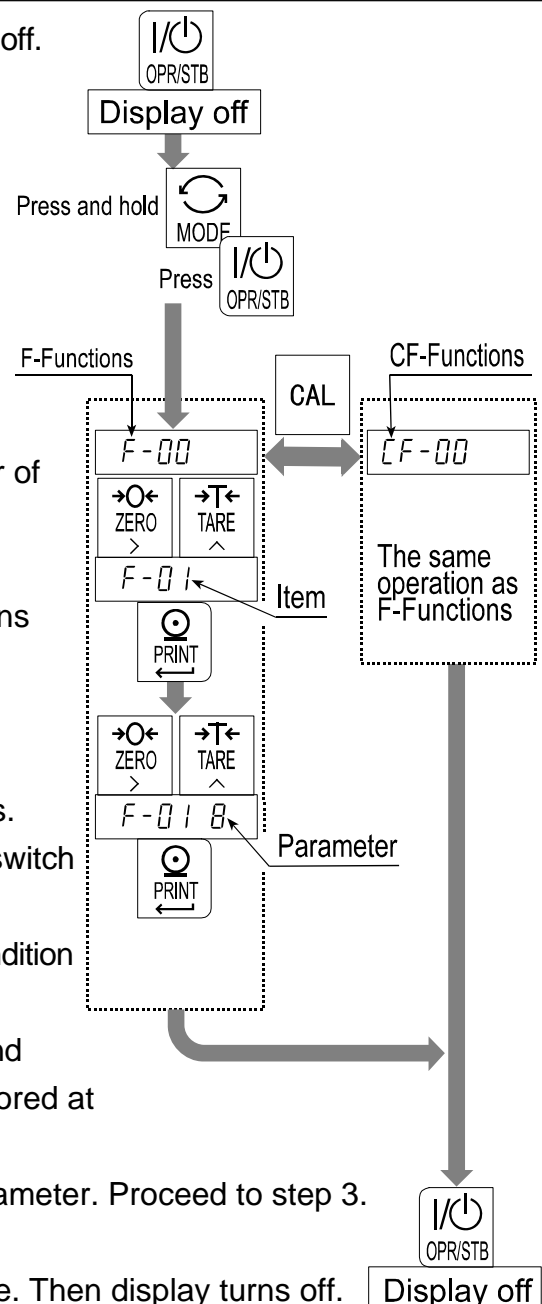 off.
I/⏻
OPR/STB
Display off
Press and hold
MODE
Press
I/⏻
OPR/STB
F-Functions
CF-Functions
CAL
F-00
CF-00
r of
→O←
ZERO
>
→T←
TARE
^
The same
operation as
F-Functions
F-01
Item
ns
PRINT
→O←
ZERO
>
→T←
TARE
^
s.
F-01 8
Parameter
switch
PRINT
ndition
nd
ored at
ameter. Proceed to step 3.
I/⏻
OPR/STB
e. Then display turns off.
Display off